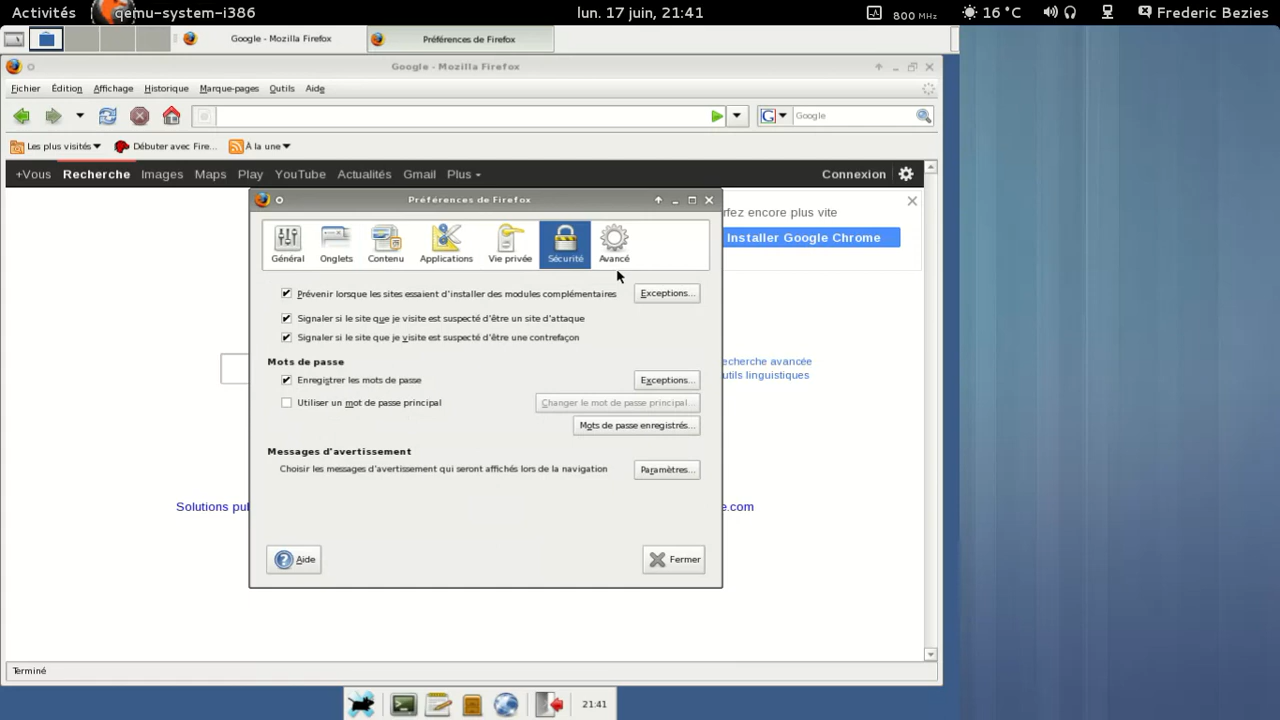 Activités qemu-system-i386 lun. 17 juin, 21:41 800 MHz 16 °C Frederic Bezies
Google - Mozilla Firefox Préférences de Firefox
Google - Mozilla Firefox
Fichier Édition Affichage Historique Marque-pages Outils Aide
G Google
Les plus visités Débuter avec Fire... À la une
+Vous Recherche Images Maps Play YouTube Actualités Gmail Plus Connexion
Préférences de Firefox
rfez encore plus vite
Installer Google Chrome
Général Onglets Contenu Applications Vie privée Sécurité Avancé
Prévenir lorsque les sites essaient d'installer des modules complémentaires Exceptions...
Signaler si le site que je visite est suspecté d'être un site d'attaque
Signaler si le site que je visite est suspecté d'être une contrefaçon
Mots de passe
echerche avancée
utils linguistiques
Enregistrer les mots de passe Exceptions...
Utiliser un mot de passe principal Changer le mot de passe principal...
Mots de passe enregistrés...
Messages d'avertissement
Choisir les messages d'avertissement qui seront affichés lors de la navigation Paramètres...
Solutions pul e.com
Aide Fermer
Terminé
21:41